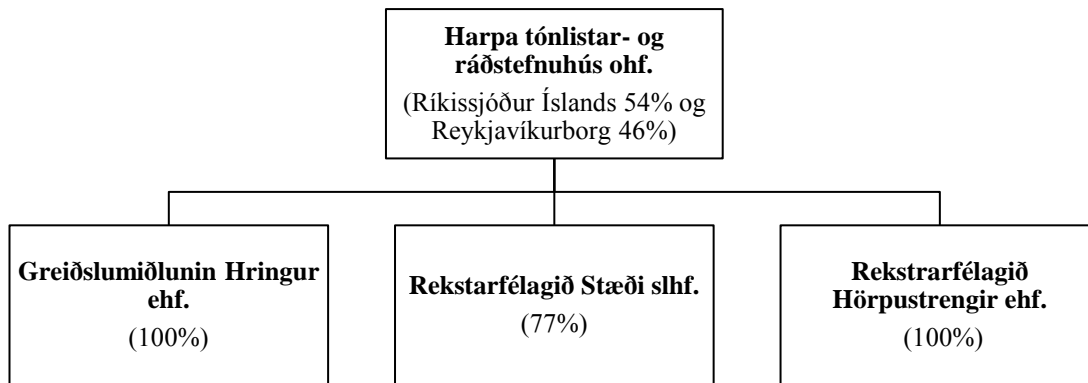 Harpa tónlistar- og
ráðstefnuhús ohf.
(Ríkissjóður Íslands 54% og
Reykjavíkurborg 46%)
Greiðslumiðlunin Hringur
ehf.
(100%)
Rekstarfélagið Stæði slhf.
(77%)
Rekstrarfélagið
Hörpustrengir ehf.
(100%)